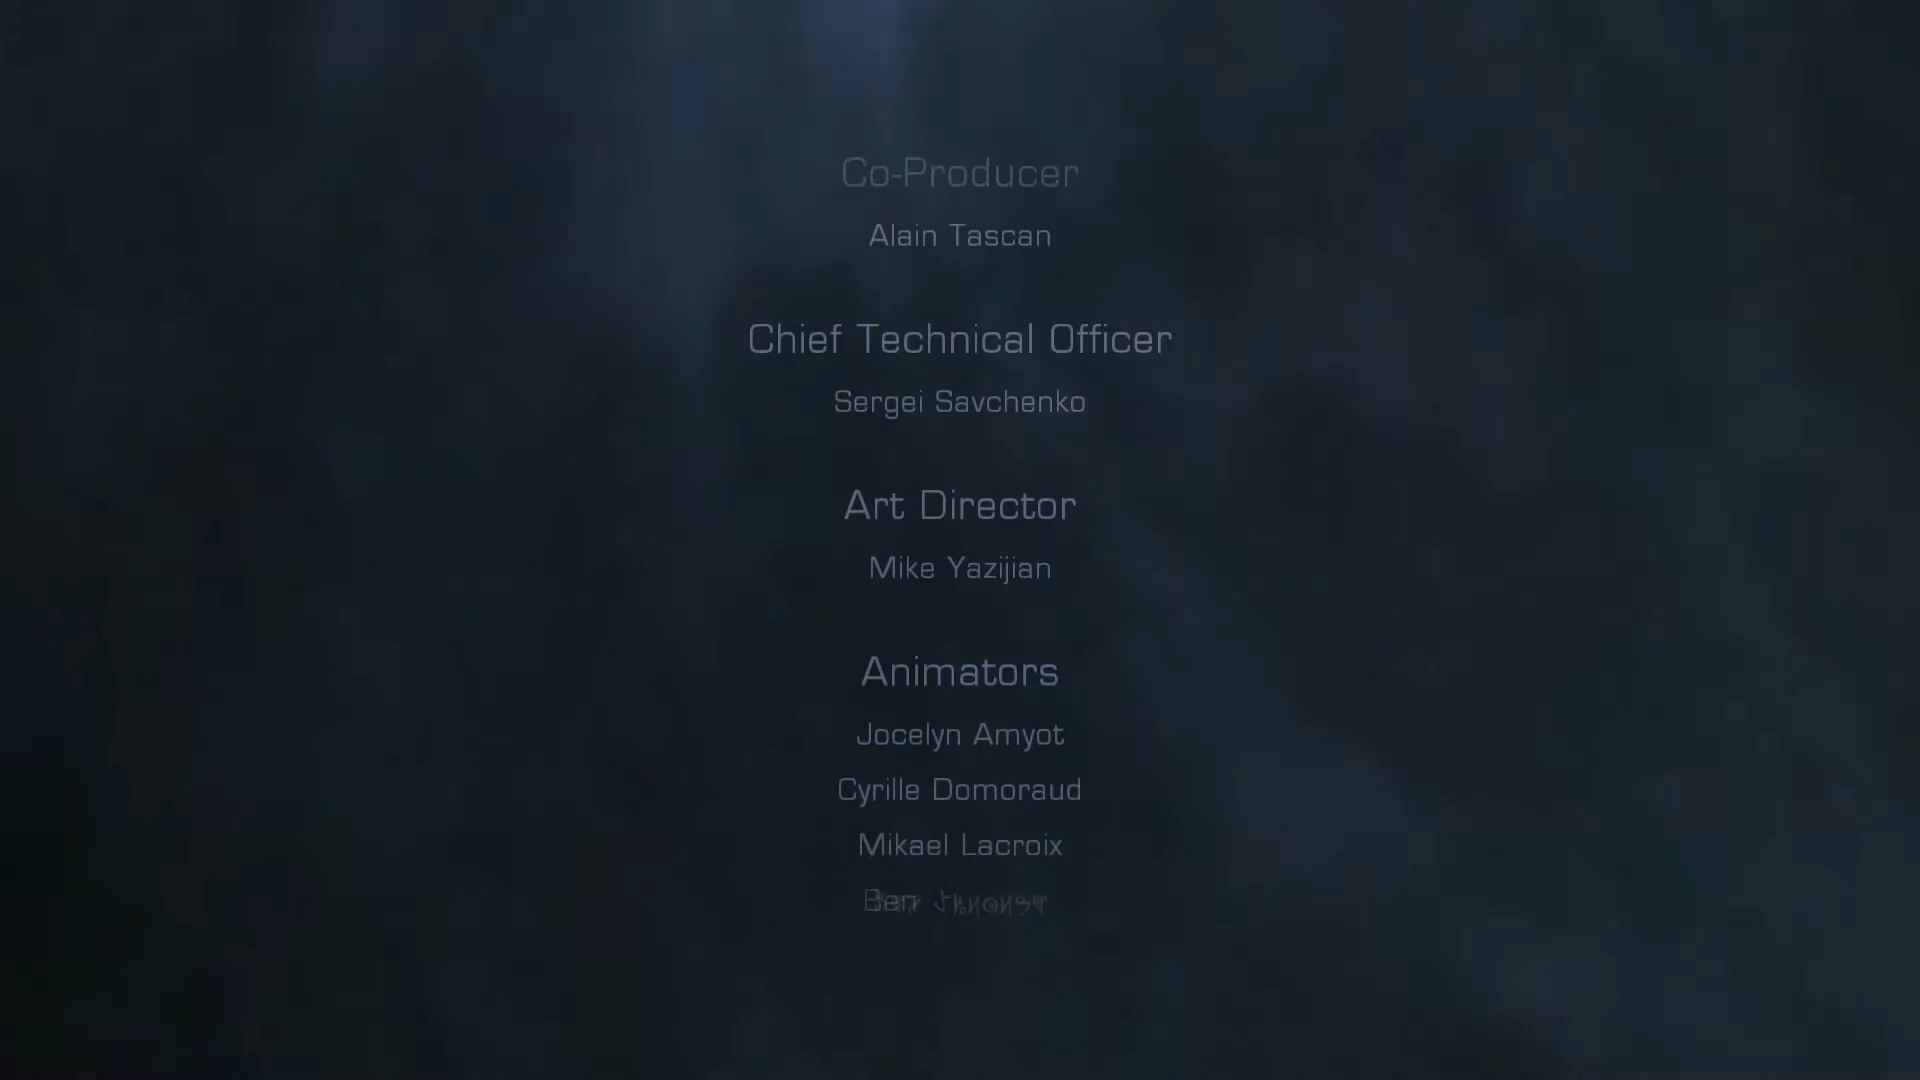 Co-Producer
Alain Tascan
Chief Technical Officer
Sergei Savchenko
Art Director
Mike Yazijian
Animators
Jocelyn Amyot
Cyrille Domoraud
Mikael Lacroix
Ben